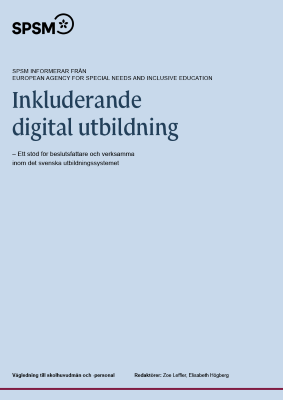 SPSM
SPSM INFORMERAR FRÅN
EUROPEAN AGENCY FOR SPECIAL NEEDS AND INCLUSIVE EDUCATION
Inkluderande
digital utbildning
– Ett stöd för beslutsfattare och verksamma
inom det svenska utbildningssystemet
Vägledning till skolhuvudmän och -personal
Redaktörer: Zoe Leffler, Elisabeth Högberg